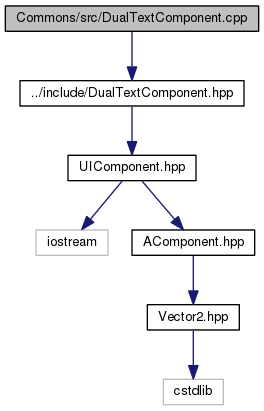 Commons/src/DualTextComponent.cpp
../include/DualTextComponent.hpp
UIComponent.hpp
iostream
AComponent.hpp
Vector2.hpp
cstdlib